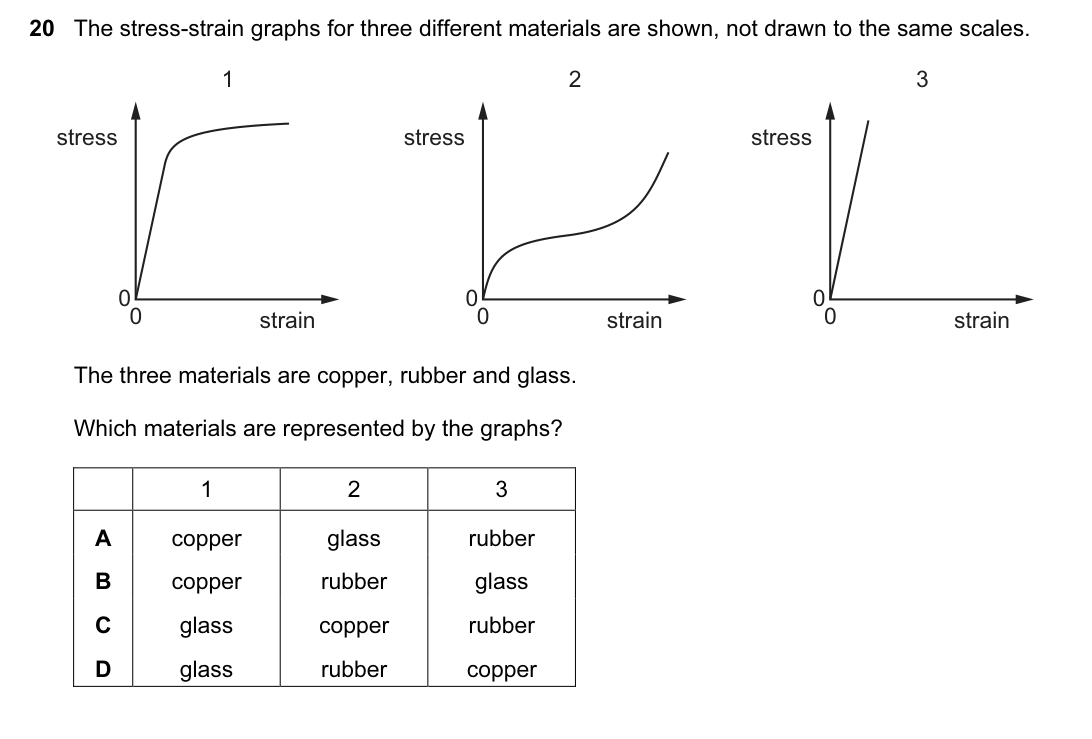 20 The stress-strain graphs for three different materials are shown, not drawn to the same scales.
1 2 3
stress stress stress
0 0 0
0 0 0
strain strain strain
The three materials are copper, rubber and glass.
Which materials are represented by the graphs?
1 2 3
A copper glass rubber
B copper rubber glass
C glass copper rubber
D glass rubber copper